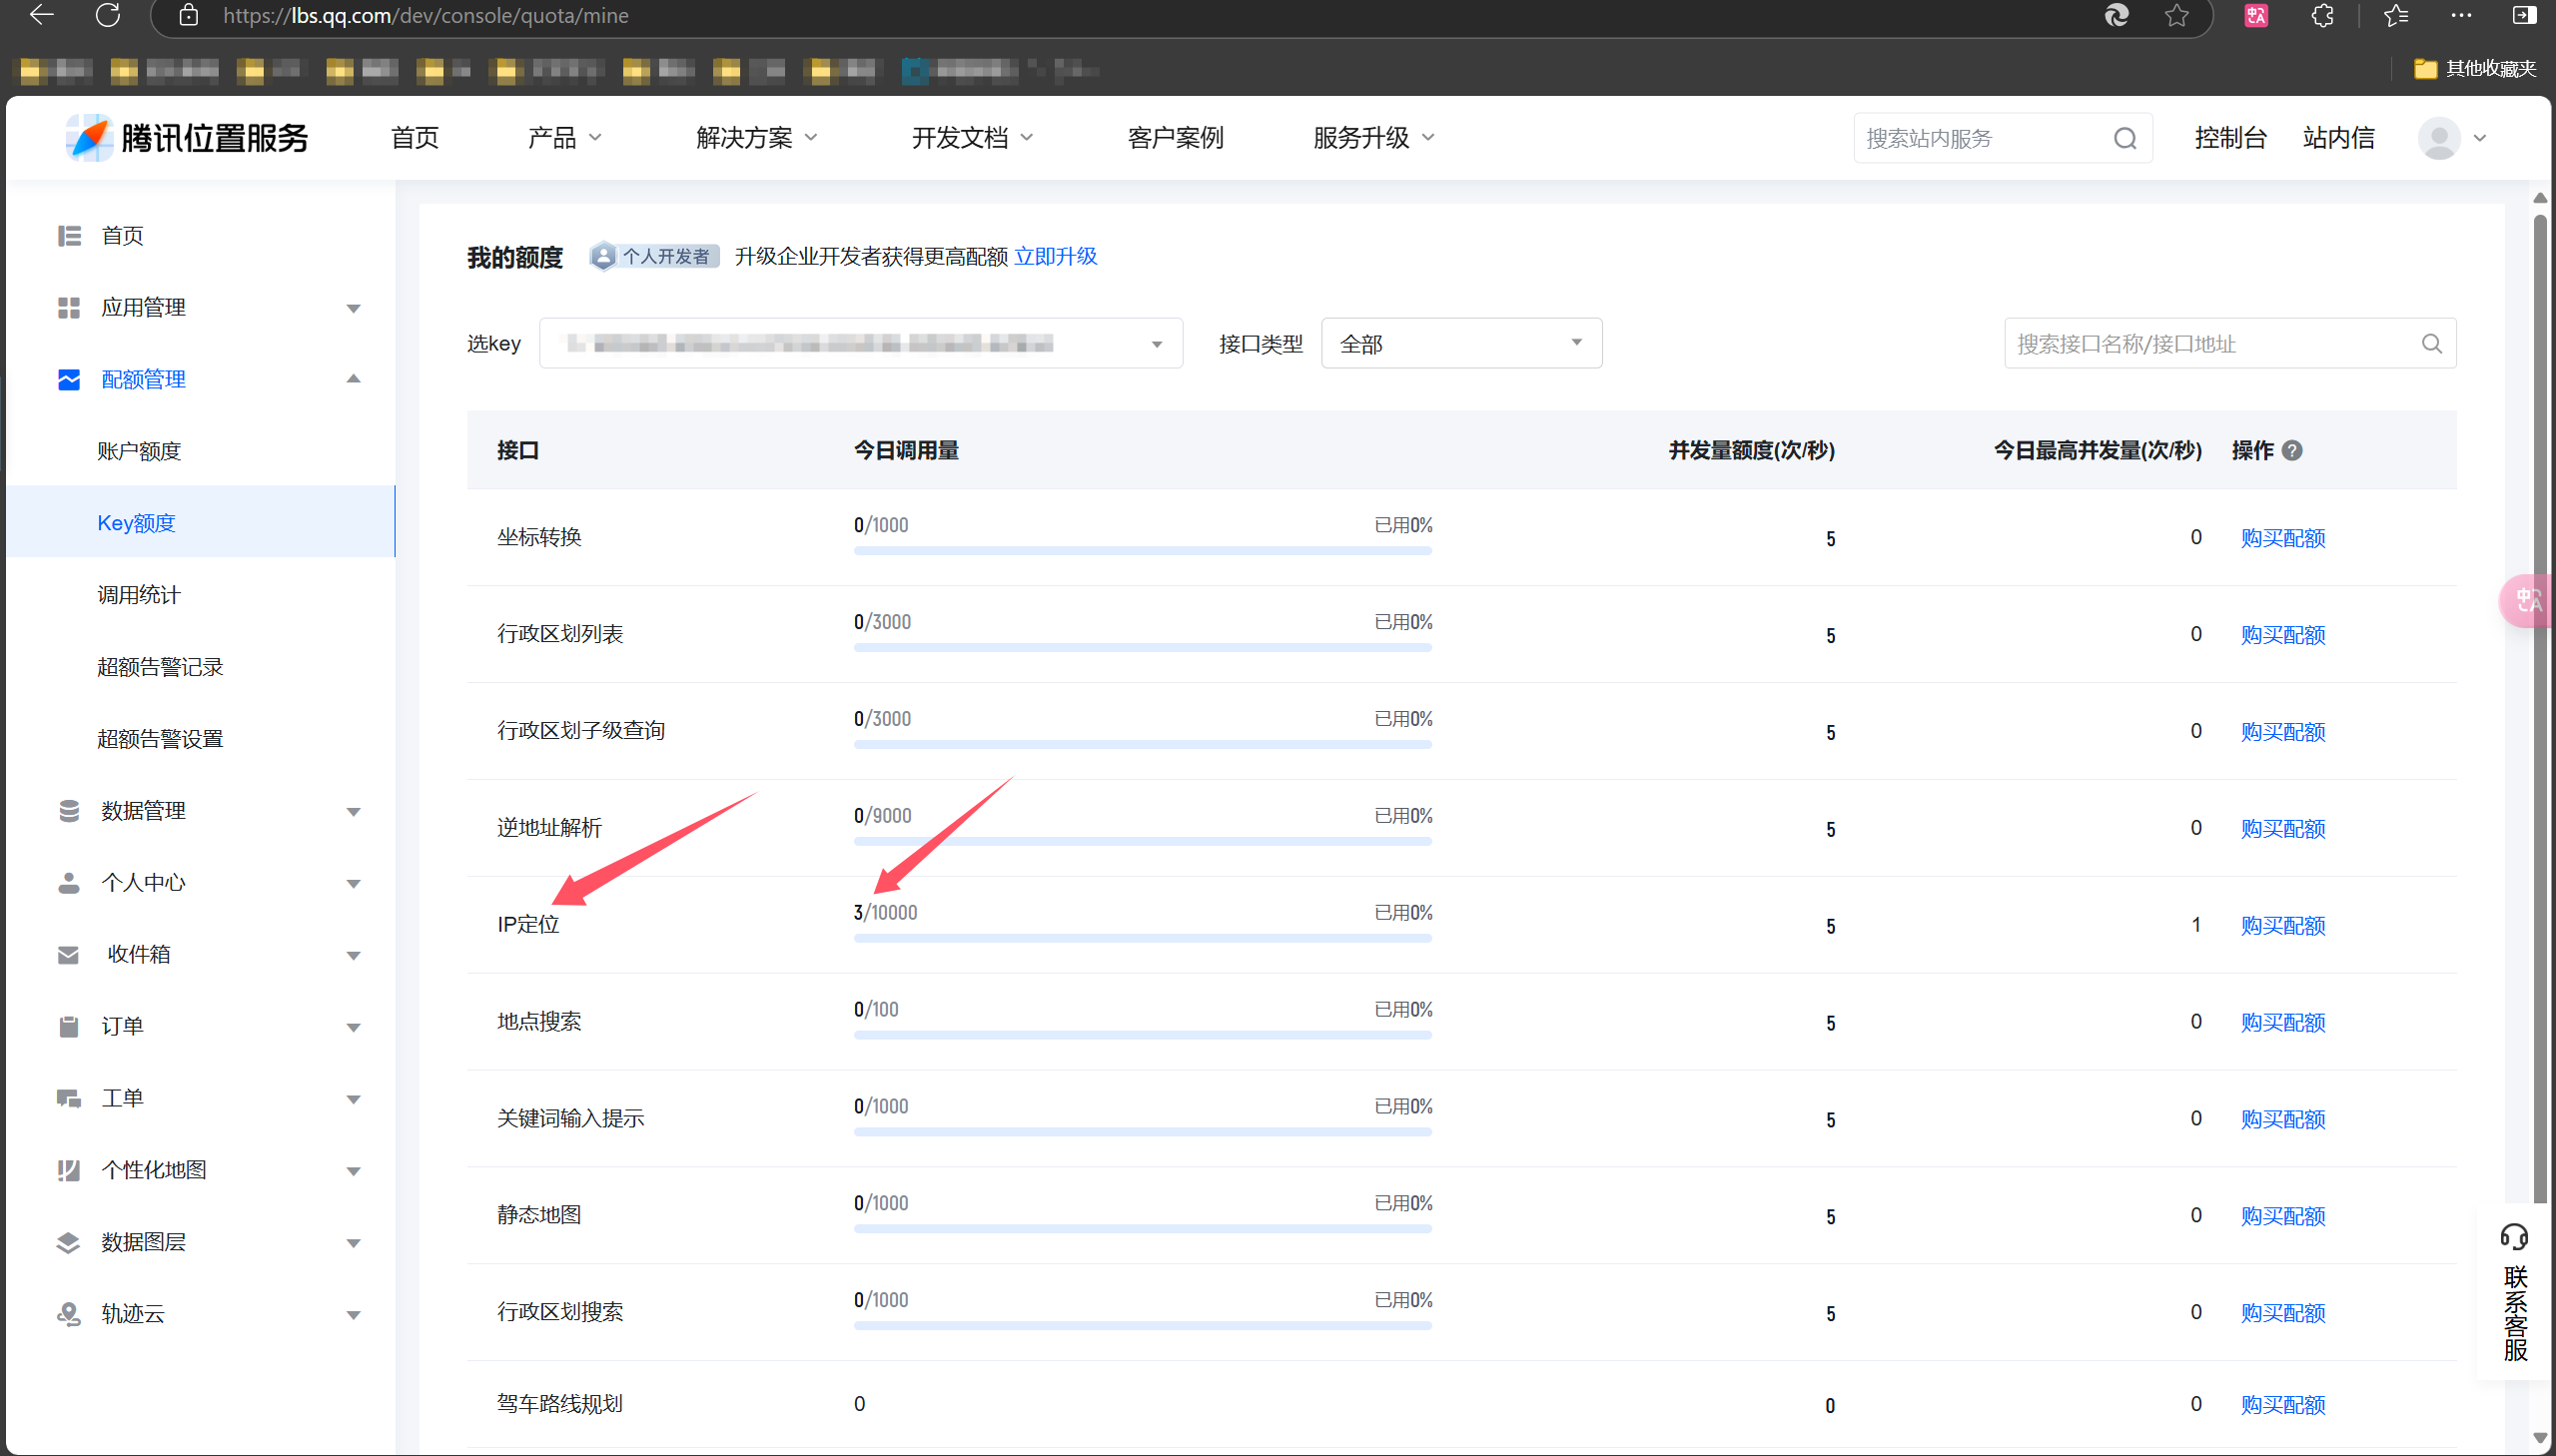 https://lbs.qq.com/dev/console/quota/mine
其他收藏夹
腾讯位置服务
首页
产品
解决方案
开发文档
客户案例
服务升级
搜索站内服务
控制台
站内信
首页
应用管理
配额管理
账户额度
Key额度
调用统计
超额告警记录
超额告警设置
数据管理
个人中心
收件箱
订单
工单
个性化地图
数据图层
轨迹云
我的额度 个人开发者 升级企业开发者获得更高配额 立即升级
选key
接口类型 全部
搜索接口名称/接口地址
接口 今日调用量 并发量额度(次/秒) 今日最高并发量(次/秒) 操作 ?
坐标转换 0/1000 已用0% 5 0 购买配额
行政区划列表 0/3000 已用0% 5 0 购买配额
行政区划子级查询 0/3000 已用0% 5 0 购买配额
逆地址解析 0/9000 已用0% 5 0 购买配额
IP定位 3/10000 已用0% 5 1 购买配额
地点搜索 0/100 已用0% 5 0 购买配额
关键词输入提示 0/1000 已用0% 5 0 购买配额
静态地图 0/1000 已用0% 5 0 购买配额
行政区划搜索 0/1000 已用0% 5 0 购买配额
驾车路线规划 0 0 0 购买配额
中A
中A
联系客服